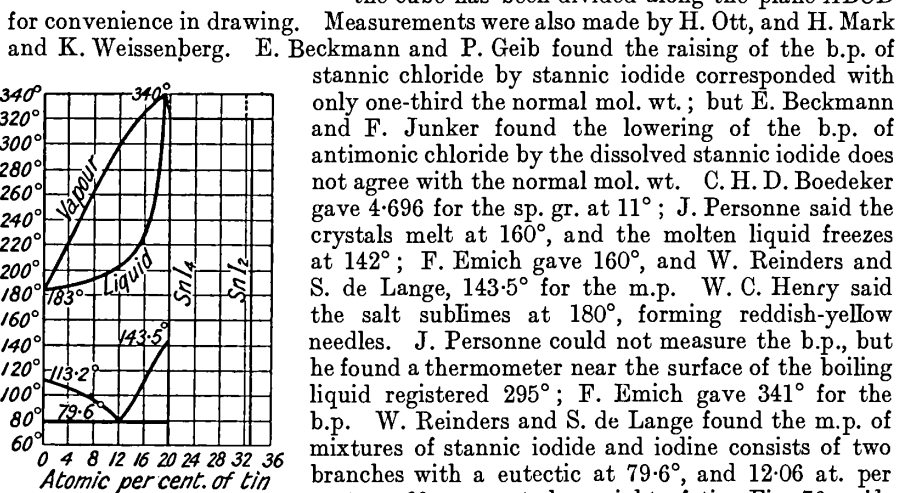 for convenience in drawing. Measurements were also made by H. Ott, and H. Mark
and K. Weissenberg. E. Beckmann and P. Geib found the raising of the b.p. of
stannic chloride by stannic iodide corresponded with
only one-third the normal mol. wt.; but E. Beckmann
and F. Junker found the lowering of the b.p. of
antimonic chloride by the dissolved stannic iodide does
not agree with the normal mol. wt. C. H. D. Boedeker
gave 4·696 for the sp. gr. at 11°; J. Personne said the
crystals melt at 160°, and the molten liquid freezes
at 142°; F. Emich gave 160°, and W. Reinders and
S. de Lange, 143·5° for the m.p. W. C. Henry said
the salt sublimes at 180°, forming reddish-yellow
needles. J. Personne could not measure the b.p., but
he found a thermometer near the surface of the boiling
liquid registered 295°; F. Emich gave 341° for the
b.p. W. Reinders and S. de Lange found the m.p. of
mixtures of stannic iodide and iodine consists of two
branches with a eutectic at 79·6°, and 12·06 at. per
340°
320°
300°
280°
260°
240°
220°
200°
180°
160°
140°
120°
100°
80°
60°
340°
Vapour
Liquid
183°
SnI4
SnI2
143·5°
113·2°
79·6°
0 4 8 12 16 20 24 28 32 36
Atomic per cent. of tin